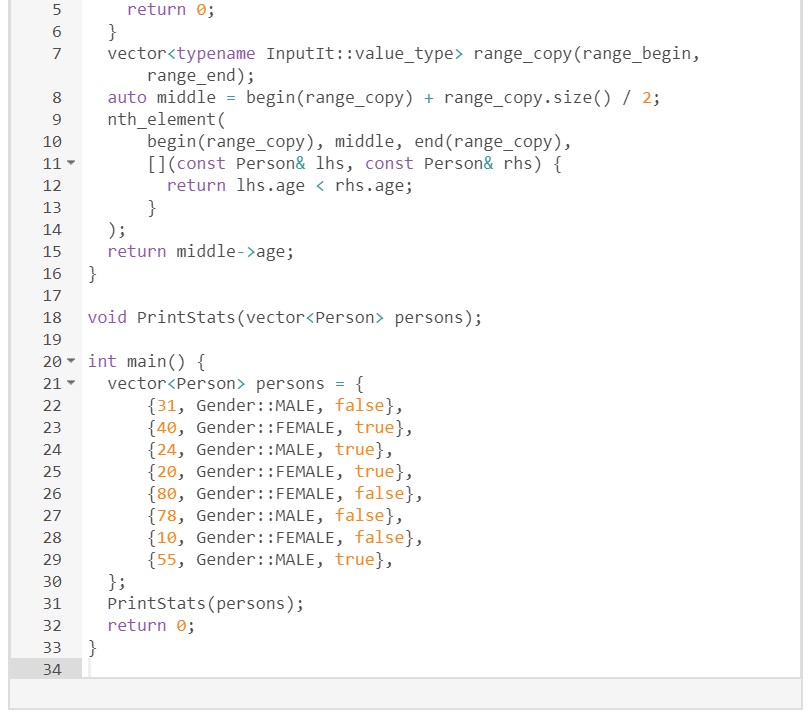 5 return 0;
6 }
7 vector<typename InputIt::value_type> range_copy(range_begin,
range_end);
8 auto middle = begin(range_copy) + range_copy.size() / 2;
9 nth_element(
10 begin(range_copy), middle, end(range_copy),
11 [](const Person& lhs, const Person& rhs) {
12 return lhs.age < rhs.age;
13 }
14 );
15 return middle->age;
16 }
17
18 void PrintStats(vector<Person> persons);
19
20 int main() {
21 vector<Person> persons = {
22 {31, Gender::MALE, false},
23 {40, Gender::FEMALE, true},
24 {24, Gender::MALE, true},
25 {20, Gender::FEMALE, true},
26 {80, Gender::FEMALE, false},
27 {78, Gender::MALE, false},
28 {10, Gender::FEMALE, false},
29 {55, Gender::MALE, true},
30 };
31 PrintStats(persons);
32 return 0;
33 }
34